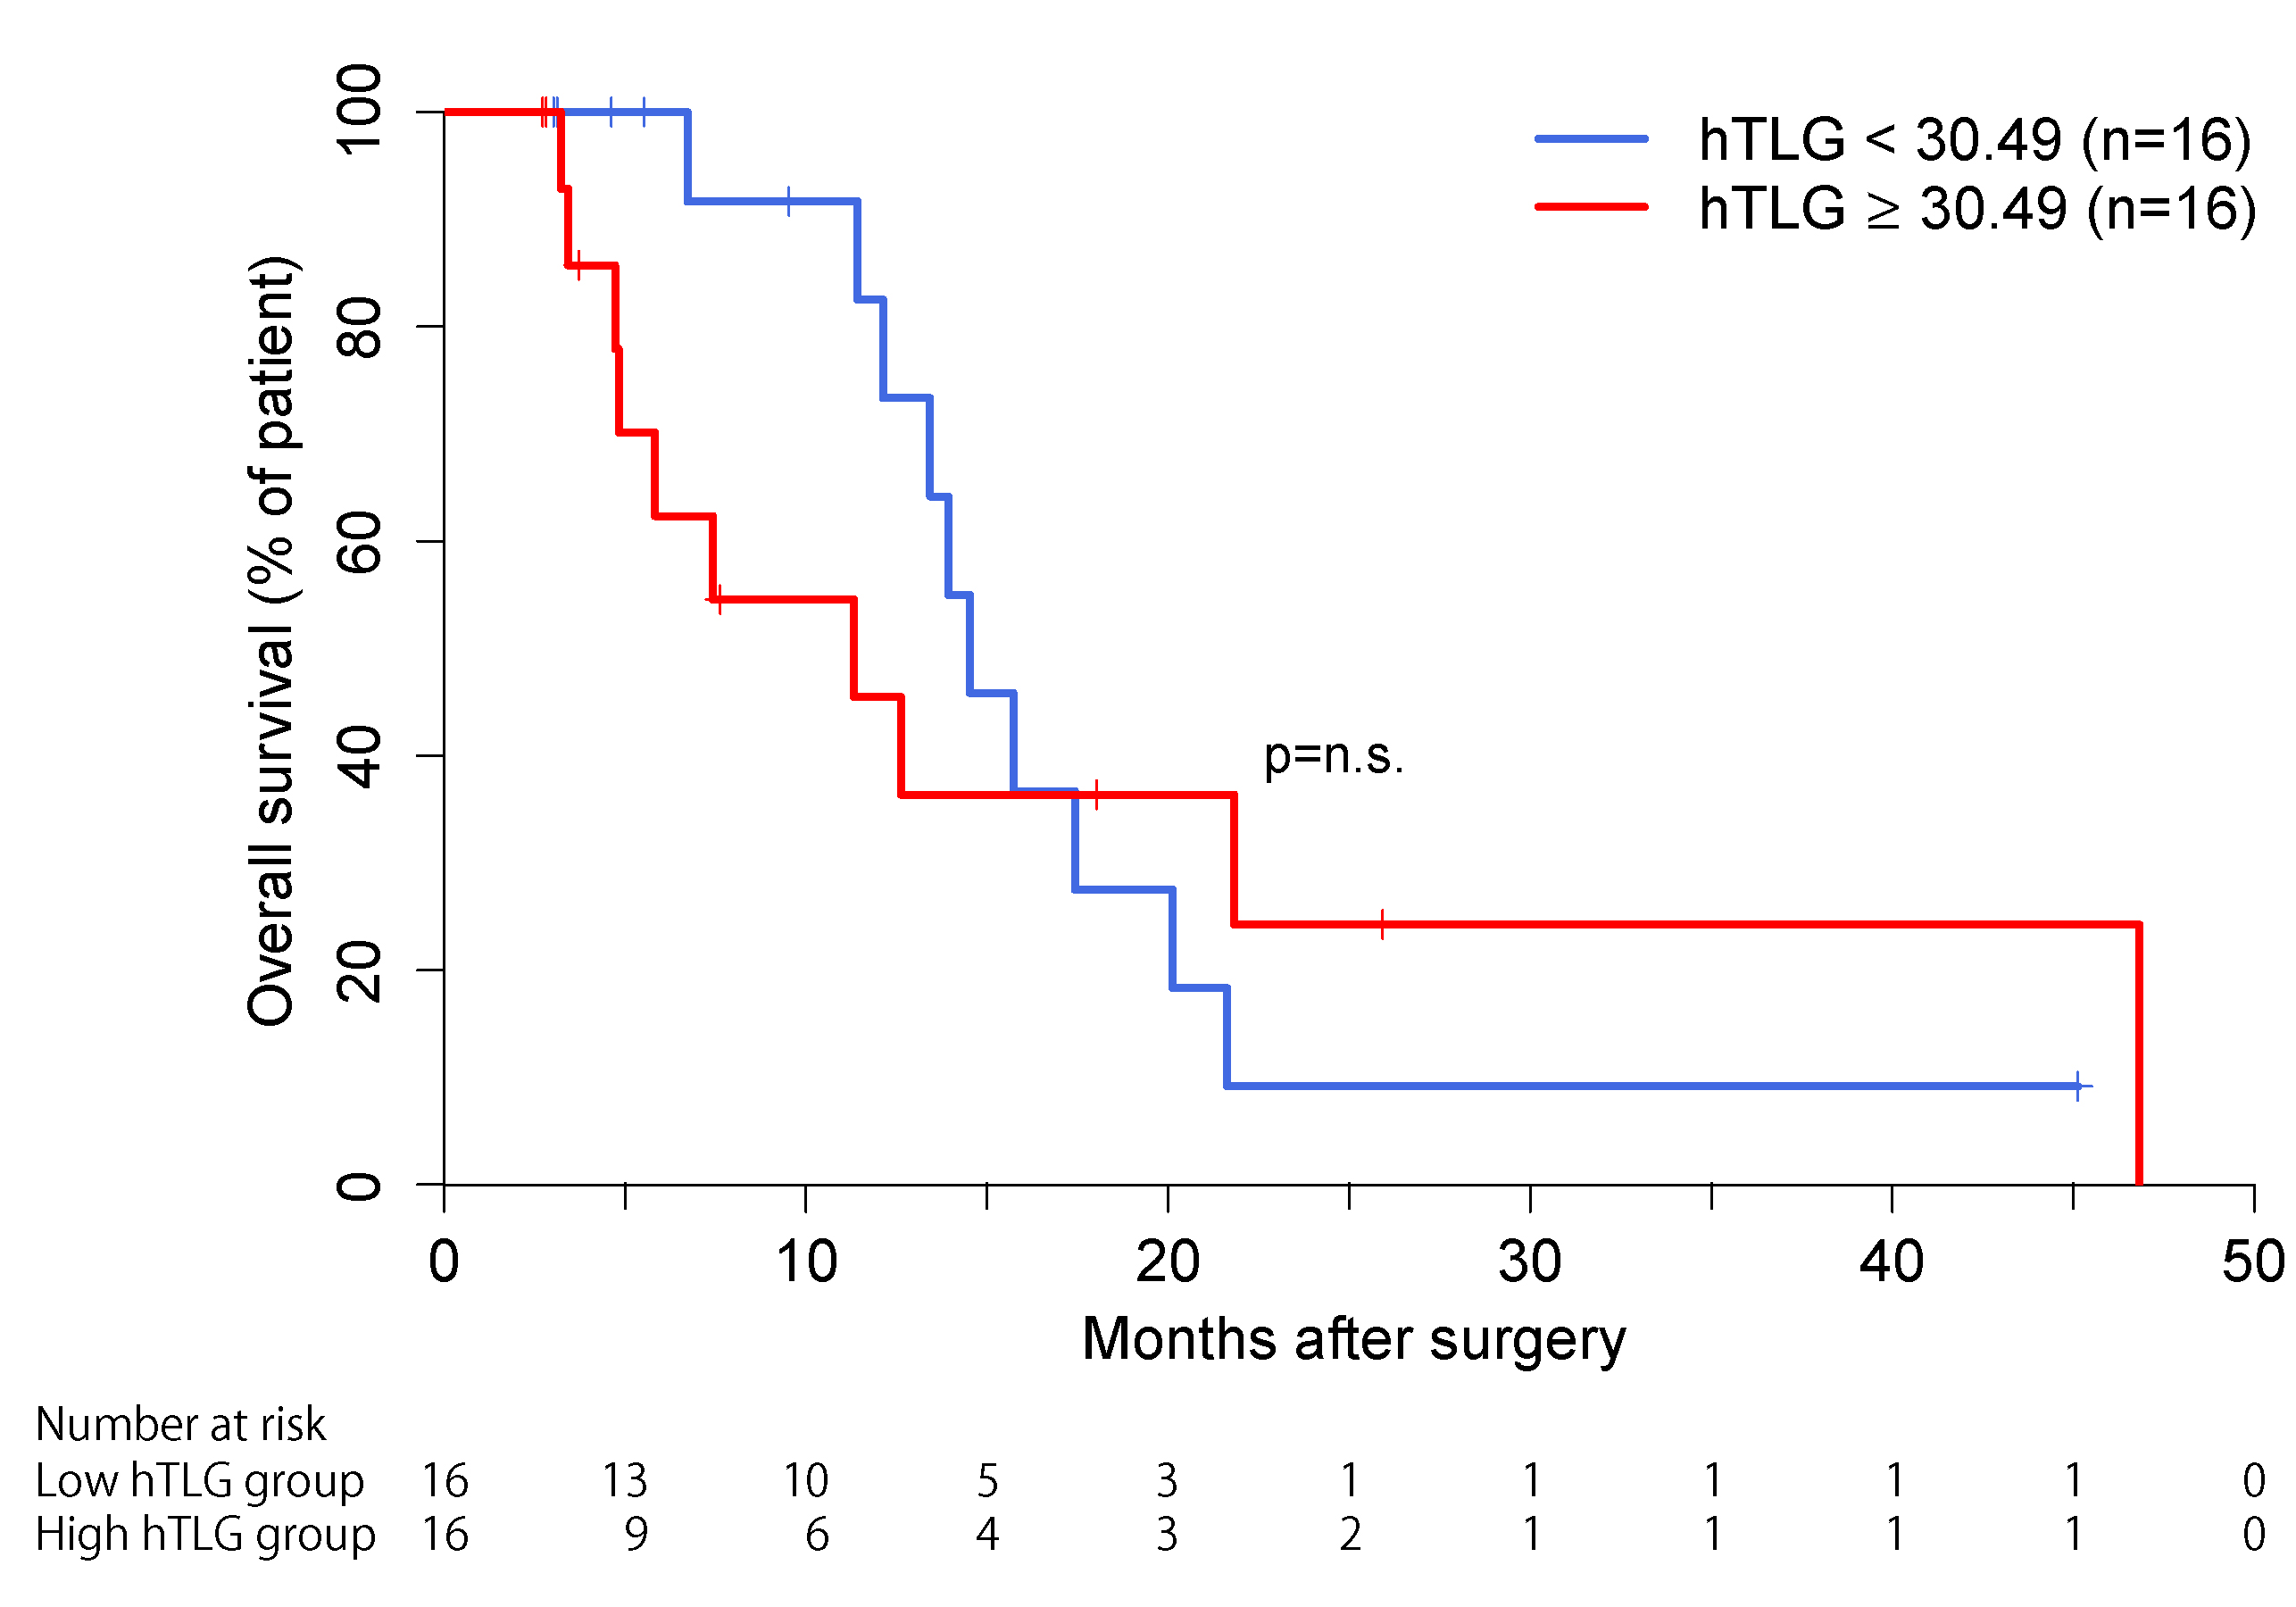 hTLG < 30.49 (n=16)
hTLG ≥ 30.49 (n=16)
Overall survival (% of patient)
100
80
60
40
20
0
p=n.s.
0 10 20 30 40 50
Months after surgery
Number at risk
Low hTLG group 16 13 10 5 3 1 1 1 1 1 0
High hTLG group 16 9 6 4 3 2 1 1 1 1 0